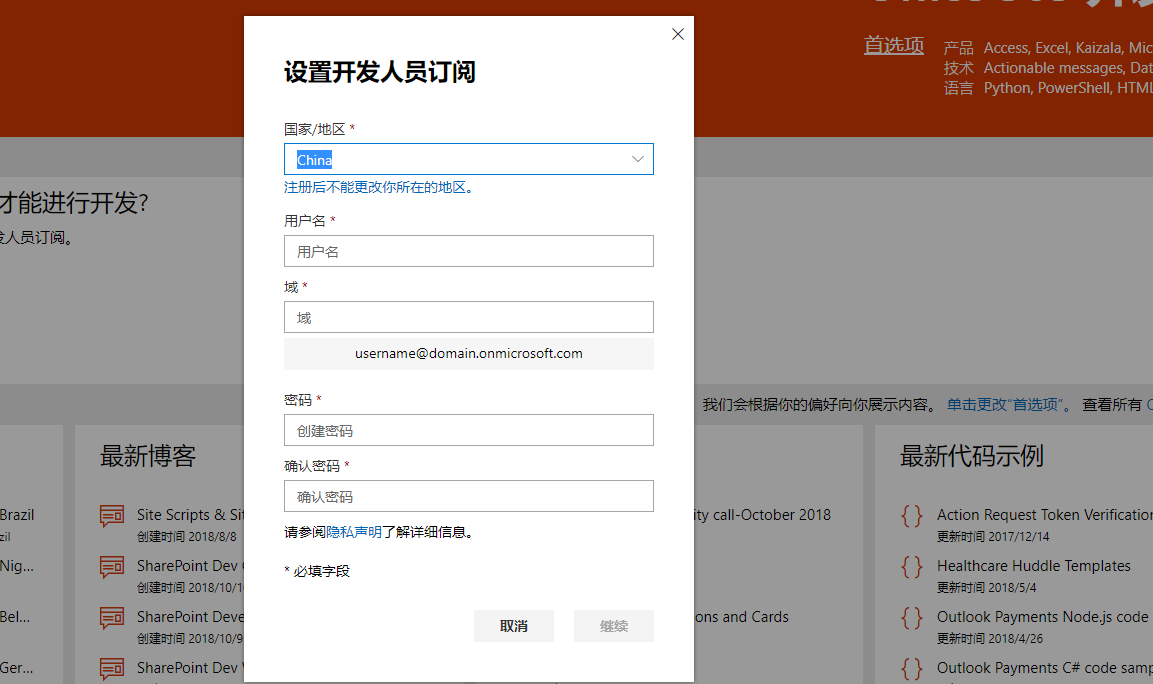 首选项
产品 Access, Excel, Kaizala, Mic
技术 Actionable messages, Dat
语言 Python, PowerShell, HTML
设置开发人员订阅
国家/地区 *
China
注册后不能更改你所在的地区。
用户名 *
用户名
域 *
域
username@domain.onmicrosoft.com
密码 *
创建密码
确认密码 *
确认密码
请参阅隐私声明了解详细信息。
* 必填字段
取消
继续
才能进行开发?
发人员订阅。
我们会根据你的偏好向你展示内容。 单击更改“首选项”。 查看所有
Brazil
zil
Nig...
Bel...
Ger...
最新博客
Site Scripts & Sit
创建时间 2018/8/8
SharePoint Dev
创建时间 2018/10/1
SharePoint Deve
创建时间 2018/10/9
SharePoint Dev
ity call-October 2018
ons and Cards
最新代码示例
{ } Action Request Token Verification
更新时间 2017/12/14
{ } Healthcare Huddle Templates
更新时间 2018/5/4
{ } Outlook Payments Node.js code
更新时间 2018/4/26
{ } Outlook Payments C# code samp